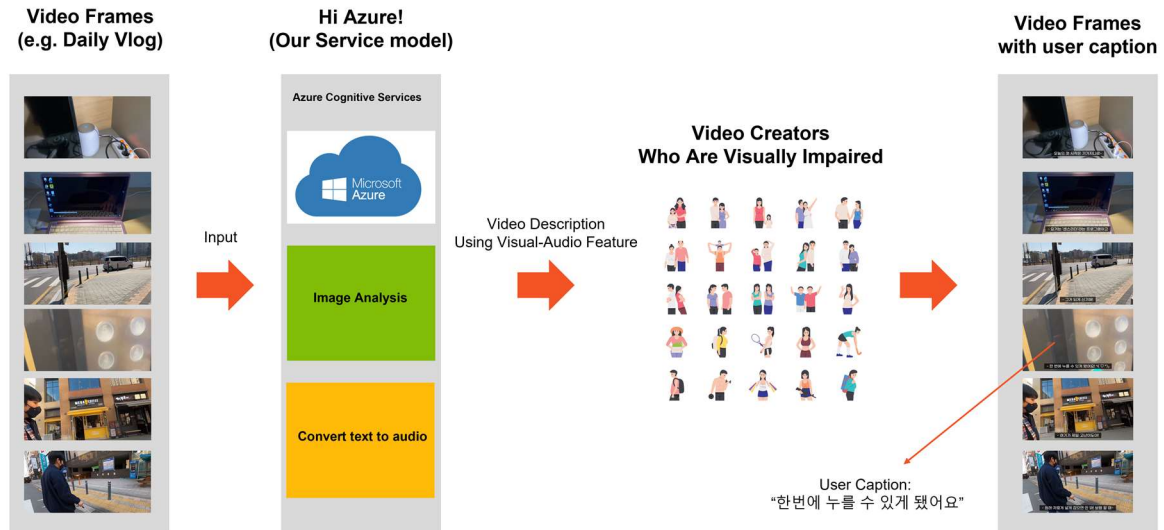 Video Frames
(e.g. Daily Vlog)
Hi Azure!
(Our Service model)
Azure Cognitive Services
Microsoft
Azure
Image Analysis
Convert text to audio
Input
Video Description
Using Visual-Audio Feature
Video Creators
Who Are Visually Impaired
User Caption:
“한번에 누를 수 있게 됐어요”
Video Frames
with user caption